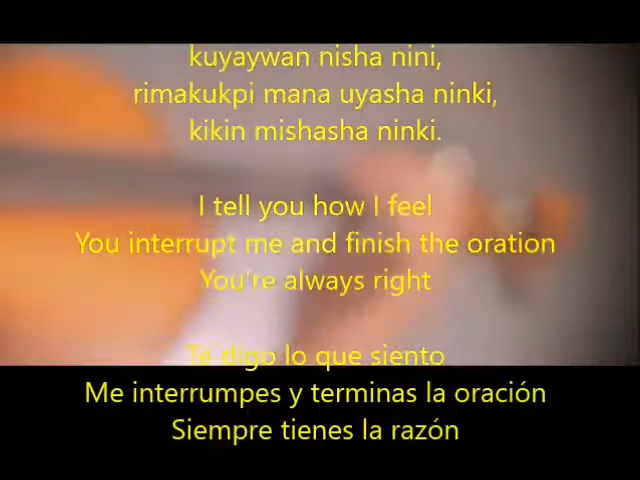 kuyaywan nisha nini,
rimakukpi mana uyasha ninki,
kikin mishasha ninki.
I tell you how I feel
You interrupt me and finish the oration
You're always right
Te digo lo que siento
Me interrumpes y terminas la oración
Siempre tienes la razón